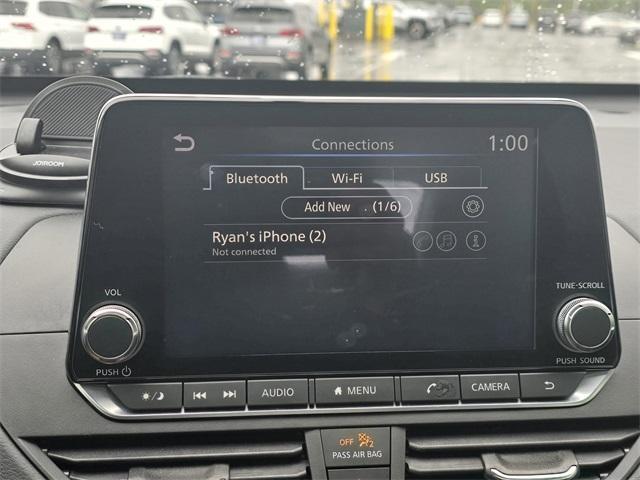 Connections
1:00
Bluetooth
Wi-Fi
USB
Add New . (1/6)
Ryan's iPhone (2)
Not connected
JOYROOM
VOL
PUSH
TUNE-SCROLL
PUSH SOUND
AUDIO
MENU
CAMERA
OFF
2
PASS AIR BAG